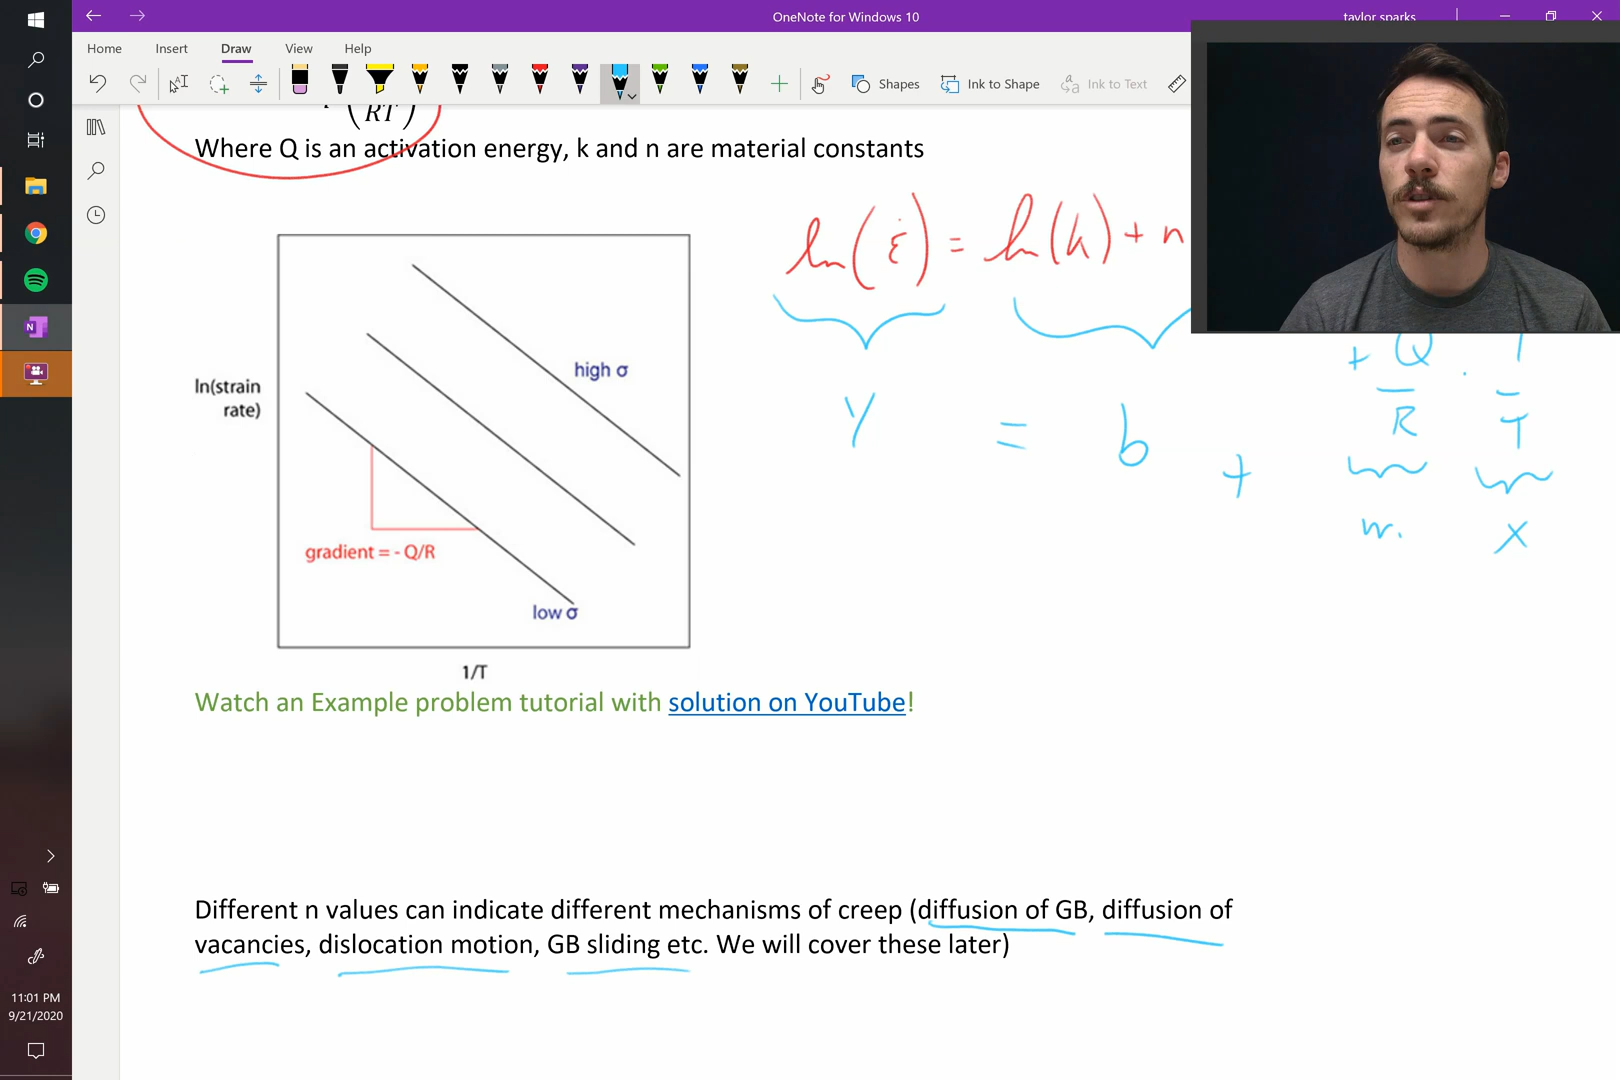 OneNote for Windows 10
taylor sparks
Home Insert Draw View Help
Shapes Ink to Shape Ink to Text
RT
Where Q is an activation energy, k and n are material constants
ln(ε̇) = ln(k) + n
+ Q/R · 1/T
Y = b +
m. x
high σ
ln(strain
rate)
gradient = - Q/R
low σ
1/T
Watch an Example problem tutorial with solution on YouTube!
Different n values can indicate different mechanisms of creep (diffusion of GB, diffusion of
vacancies, dislocation motion, GB sliding etc. We will cover these later)
11:01 PM
9/21/2020